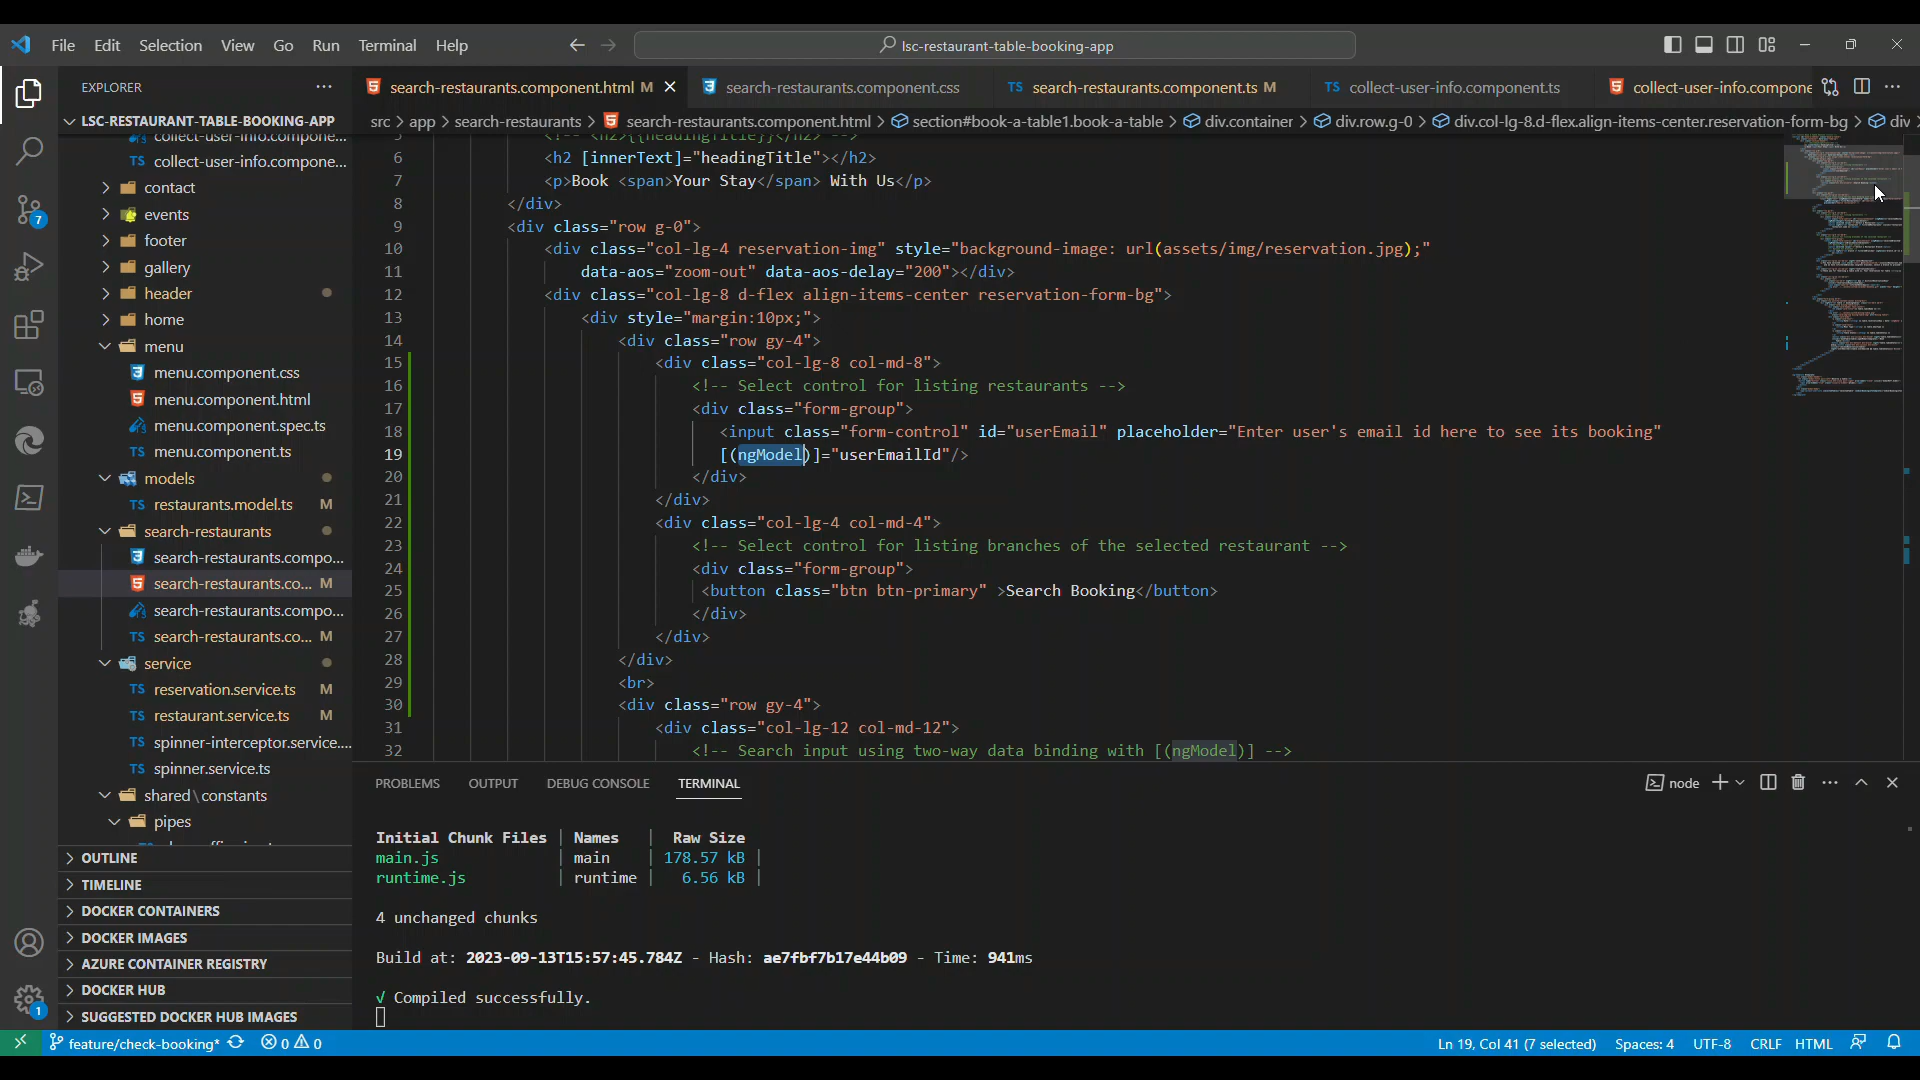 File Edit Selection View Go Run Terminal Help
lsc-restaurant-table-booking-app
EXPLORER
search-restaurants.component.html M
search-restaurants.component.css
TS search-restaurants.component.ts M
TS collect-user-info.component.ts
collect-user-info.compone
LSC-RESTAURANT-TABLE-BOOKING-APP
src > app > search-restaurants > search-restaurants.component.html > section#book-a-table1.book-a-table > div.container > div.row.g-0 > div.col-lg-8.d-flex.align-items-center.reservation-form-bg > div
collect-user-info.compone...
TS collect-user-info.compone...
contact
events
footer
gallery
header
home
menu
menu.component.css
menu.component.html
menu.component.spec.ts
TS menu.component.ts
models
TS restaurants.model.ts M
search-restaurants
search-restaurants.compo...
search-restaurants.co... M
search-restaurants.compo...
TS search-restaurants.co... M
service
TS reservation.service.ts M
TS restaurant.service.ts M
TS spinner-interceptor.service....
TS spinner.service.ts
shared\constants
pipes
OUTLINE
TIMELINE
DOCKER CONTAINERS
DOCKER IMAGES
AZURE CONTAINER REGISTRY
DOCKER HUB
SUGGESTED DOCKER HUB IMAGES
7
1
5 <!-- <h2>{{headingTitle}}</h2> -->
6 <h2 [innerText]="headingTitle"></h2>
7 <p>Book <span>Your Stay</span> With Us</p>
8 </div>
9 <div class="row g-0">
10 <div class="col-lg-4 reservation-img" style="background-image: url(assets/img/reservation.jpg);"
11 data-aos="zoom-out" data-aos-delay="200"></div>
12 <div class="col-lg-8 d-flex align-items-center reservation-form-bg">
13 <div style="margin:10px;">
14 <div class="row gy-4">
15 <div class="col-lg-8 col-md-8">
16 <!-- Select control for listing restaurants -->
17 <div class="form-group">
18 <input class="form-control" id="userEmail" placeholder="Enter user's email id here to see its booking"
19 [(ngModel)]="userEmailId"/>
20 </div>
21 </div>
22 <div class="col-lg-4 col-md-4">
23 <!-- Select control for listing branches of the selected restaurant -->
24 <div class="form-group">
25 <button class="btn btn-primary" >Search Booking</button>
26 </div>
27 </div>
28 </div>
29 <br>
30 <div class="row gy-4">
31 <div class="col-lg-12 col-md-12">
32 <!-- Search input using two-way data binding with [(ngModel)] -->
PROBLEMS OUTPUT DEBUG CONSOLE TERMINAL
node
Initial Chunk Files | Names | Raw Size
main.js | main | 178.57 kB |
runtime.js | runtime | 6.56 kB |
4 unchanged chunks
Build at: 2023-09-13T15:57:45.784Z - Hash: ae7fbf7b17e44b09 - Time: 941ms
√ Compiled successfully.
feature/check-booking* 0 0
Ln 19, Col 41 (7 selected) Spaces: 4 UTF-8 CRLF HTML